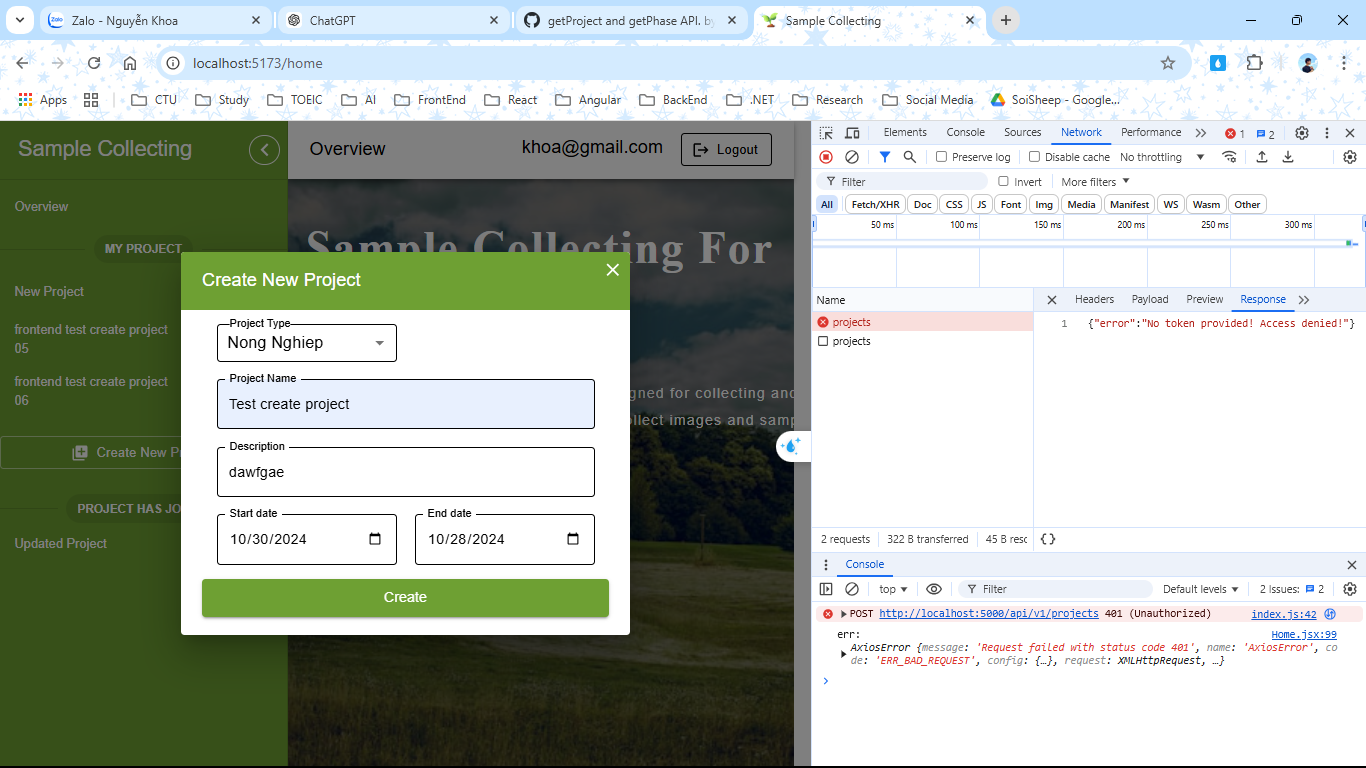 Zalo - Nguyễn Khoa
ChatGPT
getProject and getPhase API. by
Sample Collecting
localhost:5173/home
Apps
CTU
Study
TOEIC
AI
FrontEnd
React
Angular
BackEnd
.NET
Research
Social Media
SoiSheep - Google...
Sample Collecting
Overview
MY PROJECT
New Project
frontend test create project
05
frontend test create project
06
Create New P
PROJECT HAS JO
Updated Project
Overview
khoa@gmail.com
Logout
Sample Collecting For
gned for collecting and
llect images and samp
Create New Project
Project Type
Nong Nghiep
Project Name
Test create project
Description
dawfgae
Start date
10/30/2024
End date
10/28/2024
Create
Elements
Console
Sources
Network
Performance
1
2
Preserve log
Disable cache
No throttling
Filter
Invert
More filters
All
Fetch/XHR
Doc
CSS
JS
Font
Img
Media
Manifest
WS
Wasm
Other
50 ms
100 ms
150 ms
200 ms
250 ms
300 ms
Name
projects
projects
Headers
Payload
Preview
Response
1
{"error":"No token provided! Access denied!"}
2 requests
322 B transferred
45 B resc
{}
Console
top
Filter
Default levels
2 Issues:
2
POST http://localhost:5000/api/v1/projects 401 (Unauthorized)
index.js:42
err:
Home.jsx:99
AxiosError {message: 'Request failed with status code 401', name: 'AxiosError', co
de: 'ERR_BAD_REQUEST', config: {…}, request: XMLHttpRequest, …}